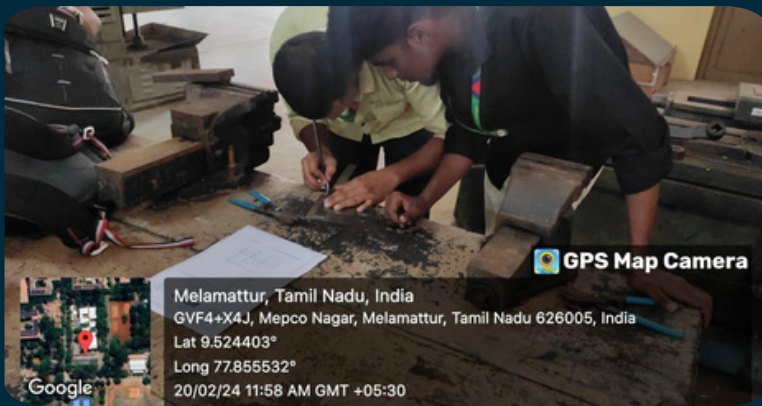 GPS Map Camera
Melamattur, Tamil Nadu, India
GVF4+X4J, Mepco Nagar, Melamattur, Tamil Nadu 626005, India
Lat 9.524403°
Long 77.855532°
20/02/24 11:58 AM GMT +05:30
Google